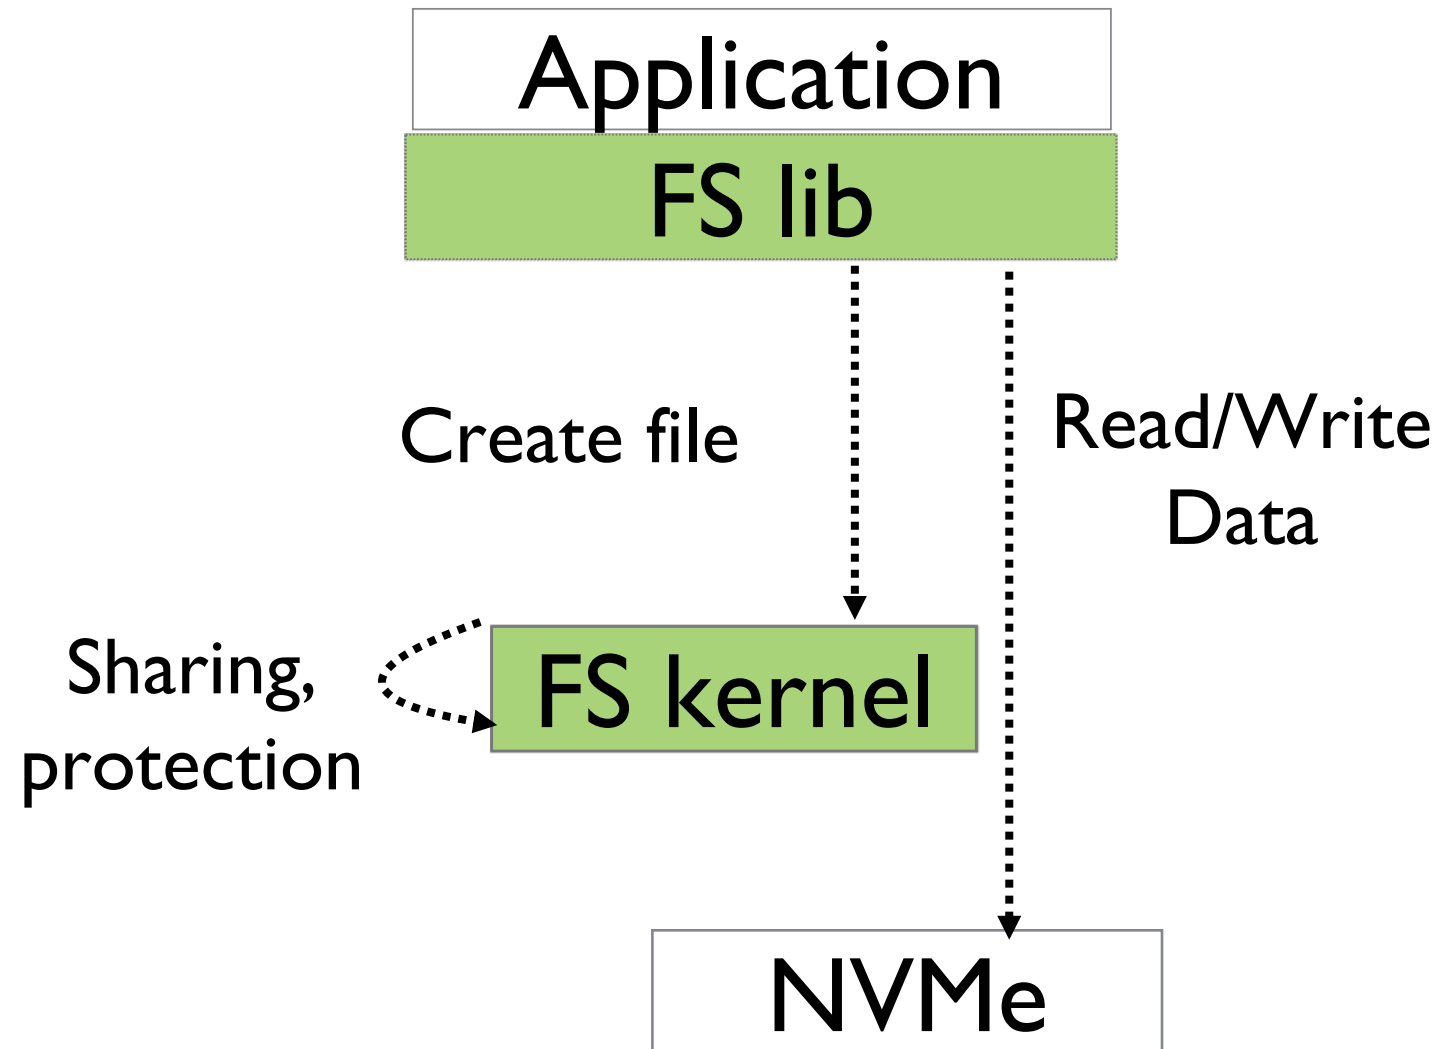 Application
FS lib
Create file
Read/Write
Data
Sharing,
protection
FS kernel
NVMe